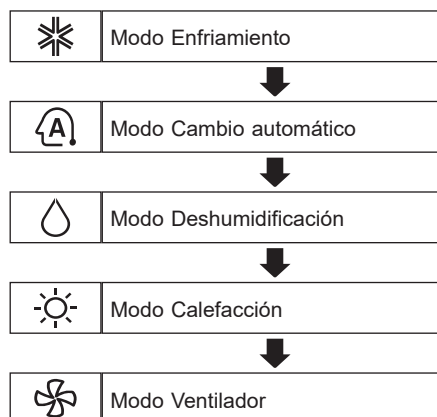 Modo Enfriamiento
A
Modo Cambio automático
Modo Deshumidificación
Modo Calefacción
Modo Ventilador